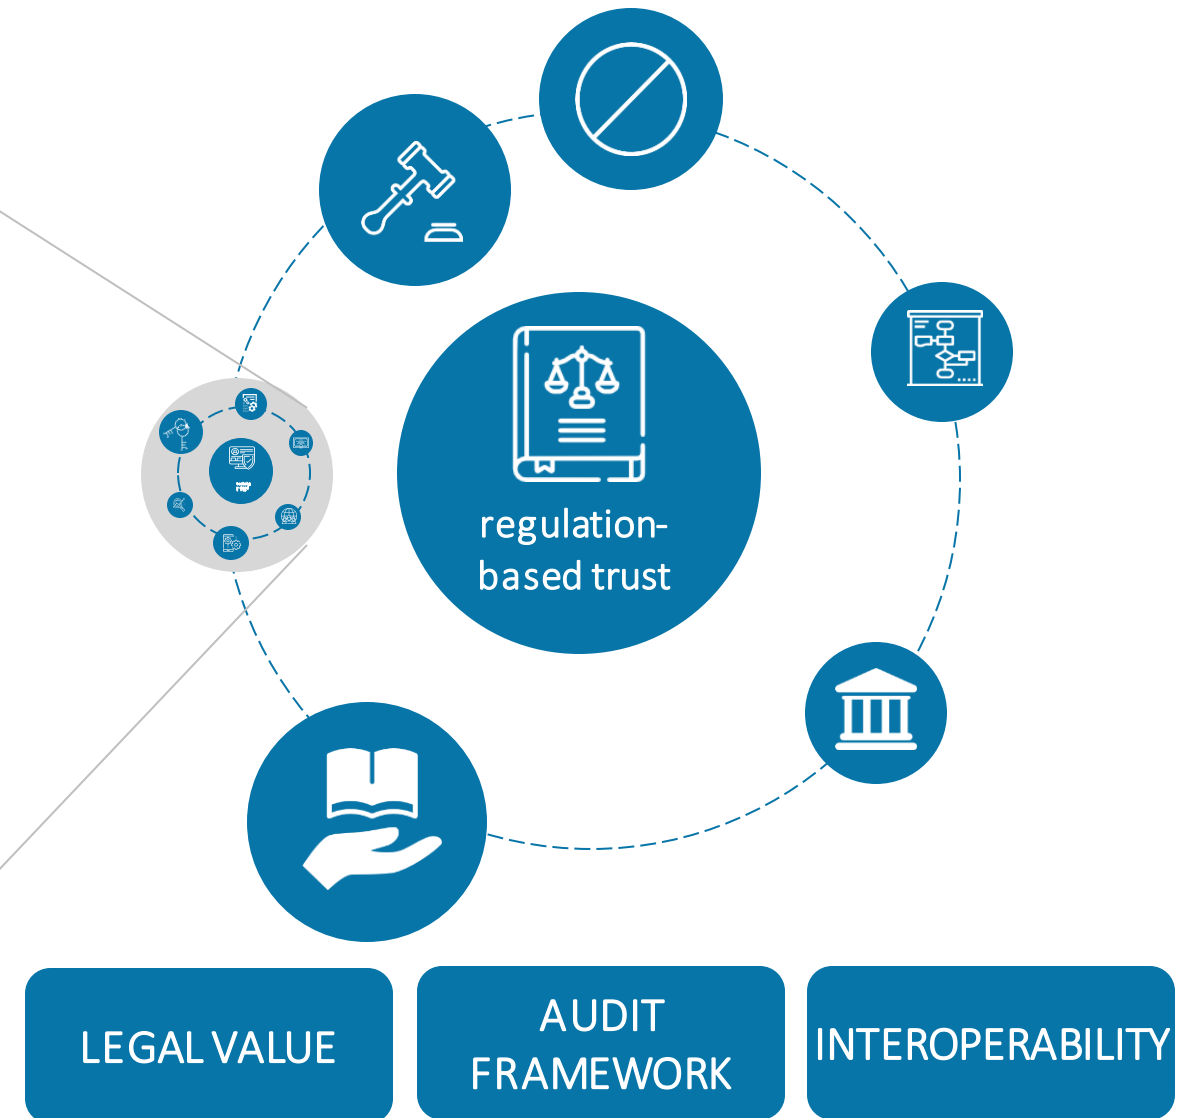 regulation-
based trust
LEGAL VALUE
AUDIT
FRAMEWORK
INTEROPERABILITY